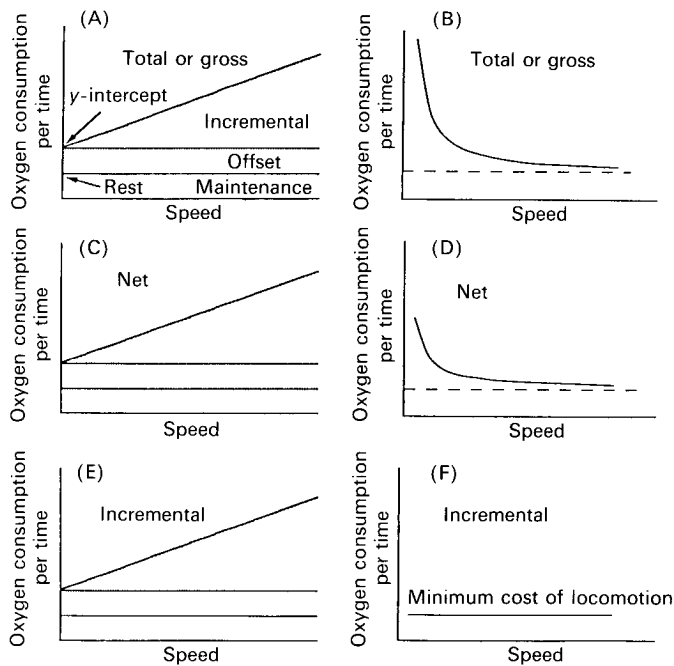 (A)
Oxygen consumption
per time
Total or gross
y-intercept
Incremental
Offset
Rest
Maintenance
Speed
(B)
Oxygen consumption
per time
Total or gross
Speed
(C)
Oxygen consumption
per time
Net
Speed
(D)
Oxygen consumption
per time
Net
Speed
(E)
Oxygen consumption
per time
Incremental
Speed
(F)
Oxygen consumption
per time
Incremental
Minimum cost of locomotion
Speed